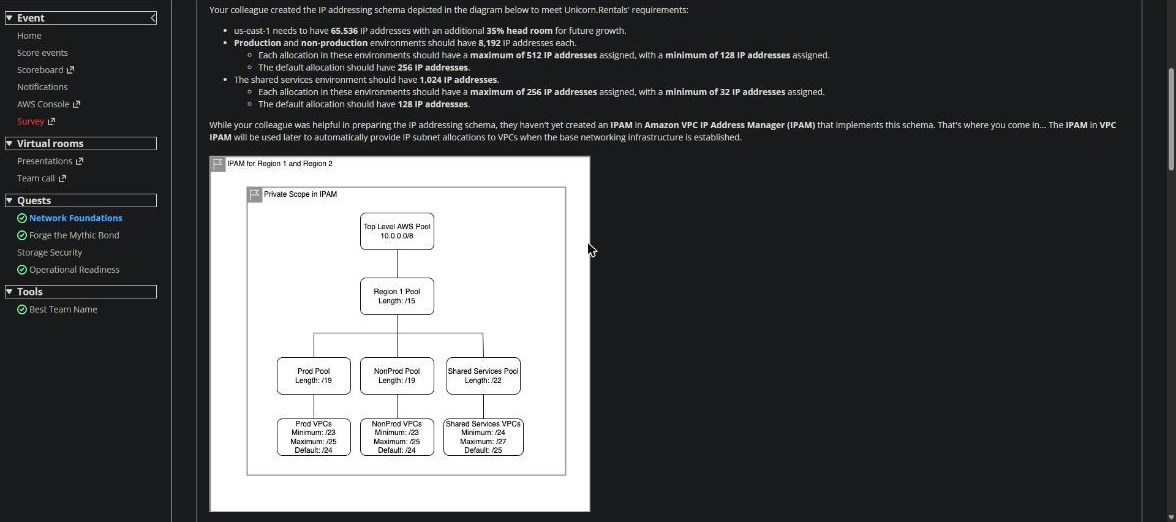 Event
Home
Score events
Scoreboard
Notifications
AWS Console
Survey
Virtual rooms
Presentations
Team call
Quests
Network Foundations
Forge the Mythic Bond
Storage Security
Operational Readiness
Tools
Best Team Name
Your colleague created the IP addressing schema depicted in the diagram below to meet Unicorn.Rentals' requirements:
us-east-1 needs to have 65,536 IP addresses with an additional 35% head room for future growth.
Production and non-production environments should have 8,192 IP addresses each.
Each allocation in these environments should have a maximum of 512 IP addresses assigned, with a minimum of 128 IP addresses assigned.
The default allocation should have 256 IP addresses.
The shared services environment should have 1,024 IP addresses.
Each allocation in these environments should have a maximum of 256 IP addresses assigned, with a minimum of 32 IP addresses assigned.
The default allocation should have 128 IP addresses.
While your colleague was helpful in preparing the IP addressing schema, they haven't yet created an IPAM in Amazon VPC IP Address Manager (IPAM) that implements this schema. That's where you come in... The IPAM in VPC
IPAM will be used later to automatically provide IP subnet allocations to VPCs when the base networking infrastructure is established.
IPAM for Region 1 and Region 2
Private Scope in IPAM
Top Level AWS Pool
10.0.0.0/8
Region 1 Pool
Length: /15
Prod Pool
Length: /19
NonProd Pool
Length: /19
Shared Services Pool
Length: /22
Prod VPCs
Minimum: /23
Maximum: /25
Default: /24
NonProd VPCs
Minimum: /23
Maximum: /25
Default: /24
Shared Services VPCs
Minimum: /24
Maximum: /27
Default: /25